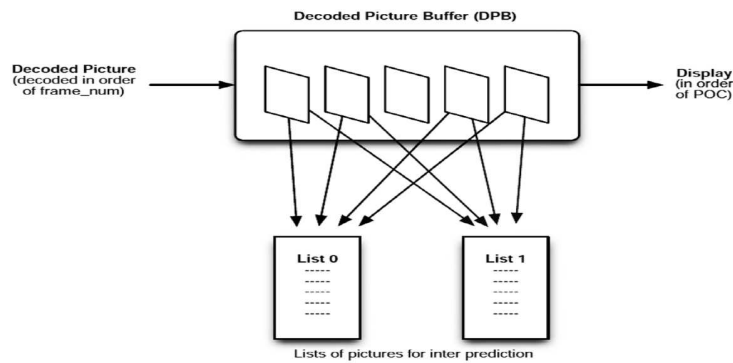 Decoded Picture Buffer (DPB)
Decoded Picture
(decoded in order
of frame_num)
Display
(in order
of POC)
List 0
-----
-----
-----
-----
-----
List 1
-----
-----
-----
-----
-----
Lists of pictures for inter prediction